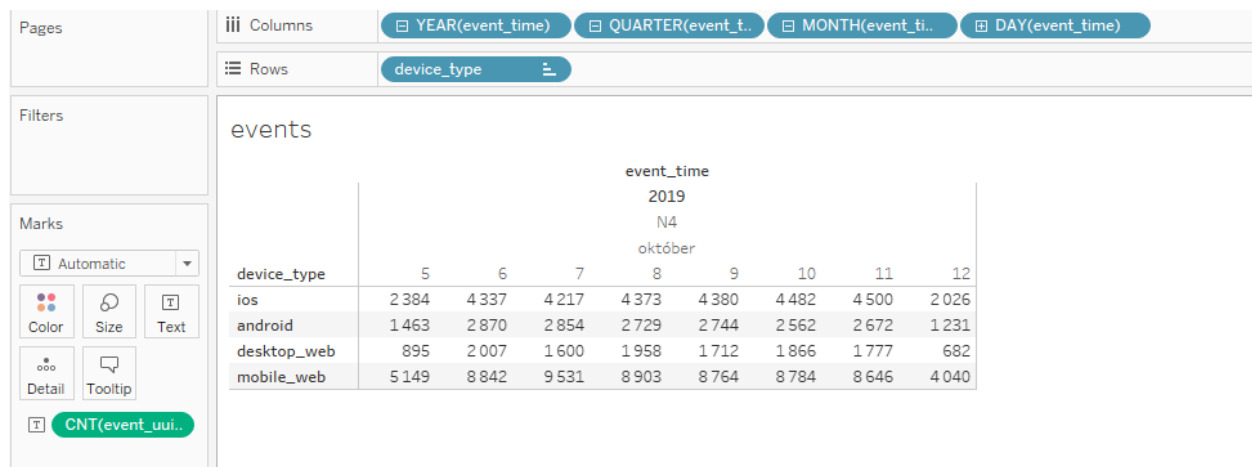 Pages
Columns
YEAR(event_time) QUARTER(event_t.. MONTH(event_ti.. DAY(event_time)
Rows
device_type
Filters
Marks
Automatic
Color Size Text
Detail Tooltip
CNT(event_uui..
events
event_time
2019
N4
október
device_type 5 6 7 8 9 10 11 12
ios 2 384 4 337 4 217 4 373 4 380 4 482 4 500 2 026
android 1 463 2 870 2 854 2 729 2 744 2 562 2 672 1 231
desktop_web 895 2 007 1 600 1 958 1 712 1 866 1 777 682
mobile_web 5 149 8 842 9 531 8 903 8 764 8 784 8 646 4 040